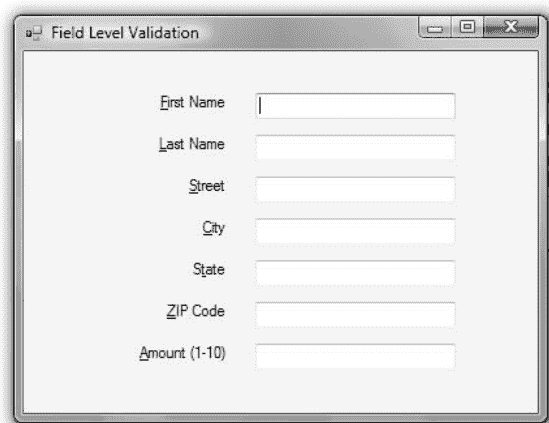 Field Level Validation
First Name
Last Name
Street
City
State
ZIP Code
Amount (1-10)